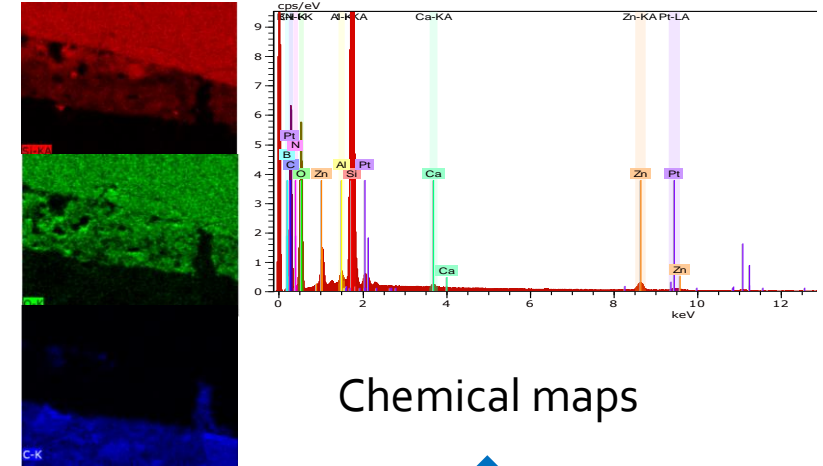 cps/eV
Ca-KA
Zn-KA Pt-LA
9
8
7
6
5
4
3
2
1
0
Pt
N
B
C
O
Zn
Al
Si
Pt
Ca
Ca
Zn
Pt
Zn
0
2
4
6
8
10
12
keV
Si-KA
C-K
Chemical maps